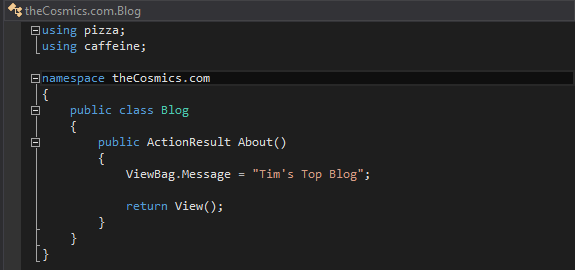 theCosmics.com.Blog
using pizza;
using caffeine;
namespace theCosmics.com
{
public class Blog
{
public ActionResult About()
{
ViewBag.Message = "Tim's Top Blog";
return View();
}
}
}